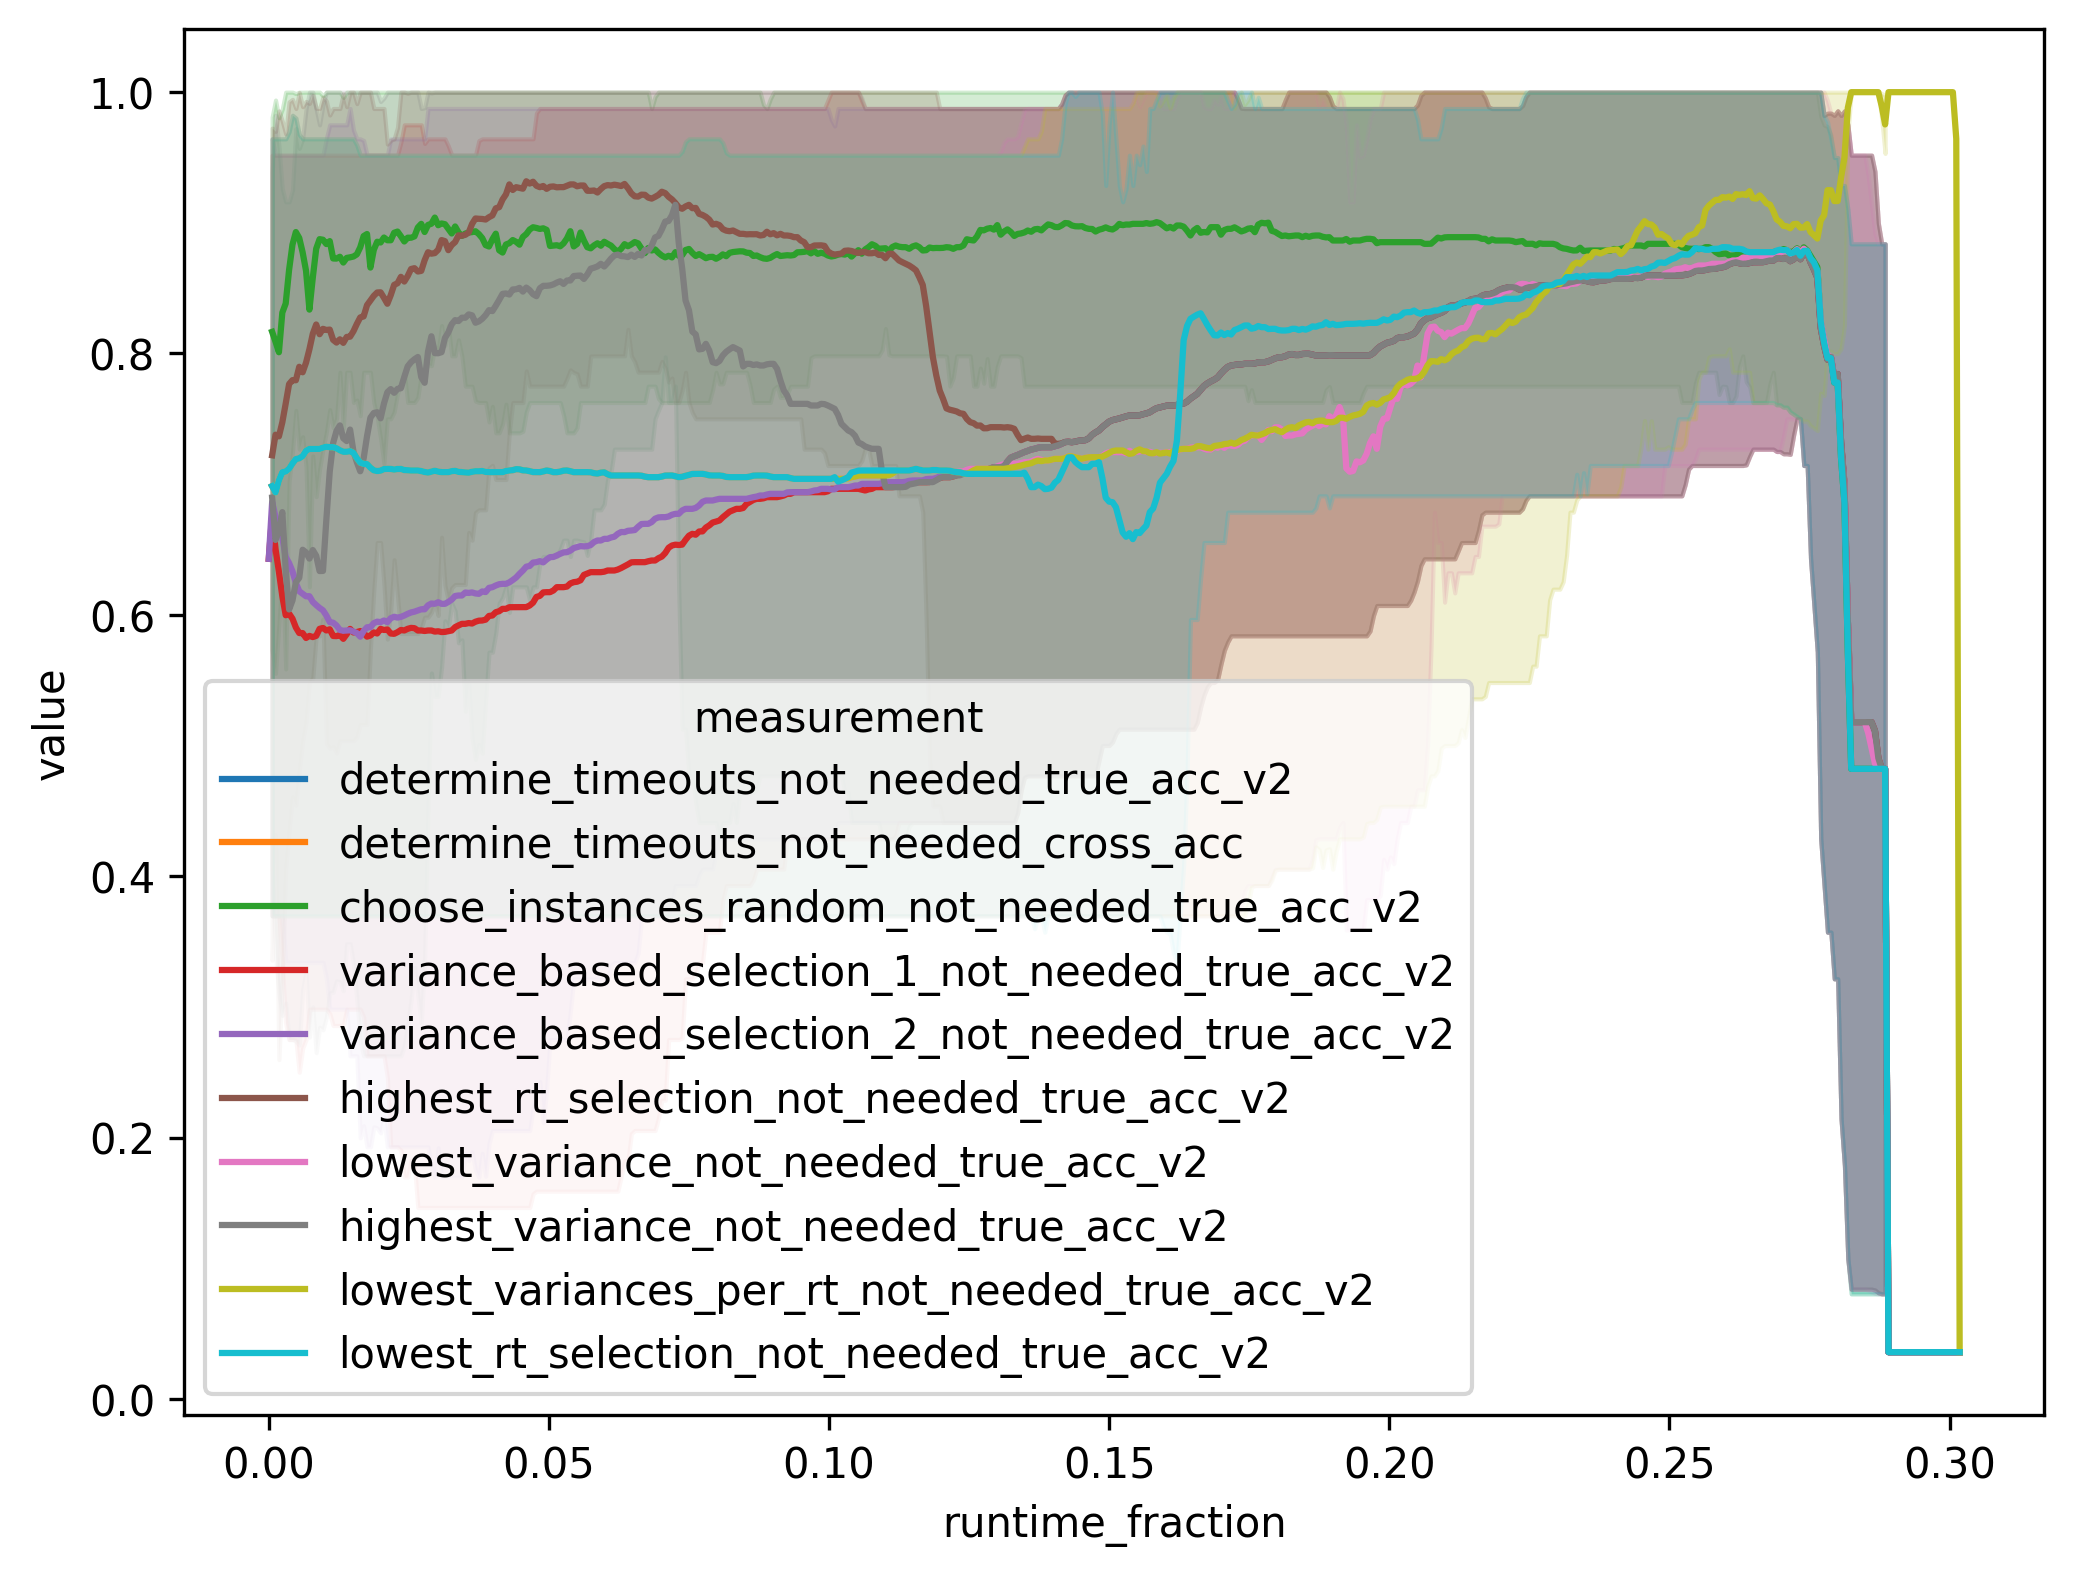 1.0
0.8
0.6
0.4
0.2
0.0
value
measurement
determine_timeouts_not_needed_true_acc_v2
determine_timeouts_not_needed_cross_acc
choose_instances_random_not_needed_true_acc_v2
variance_based_selection_1_not_needed_true_acc_v2
variance_based_selection_2_not_needed_true_acc_v2
highest_rt_selection_not_needed_true_acc_v2
lowest_variance_not_needed_true_acc_v2
highest_variance_not_needed_true_acc_v2
lowest_variances_per_rt_not_needed_true_acc_v2
lowest_rt_selection_not_needed_true_acc_v2
0.00 0.05 0.10 0.15 0.20 0.25 0.30
runtime_fraction